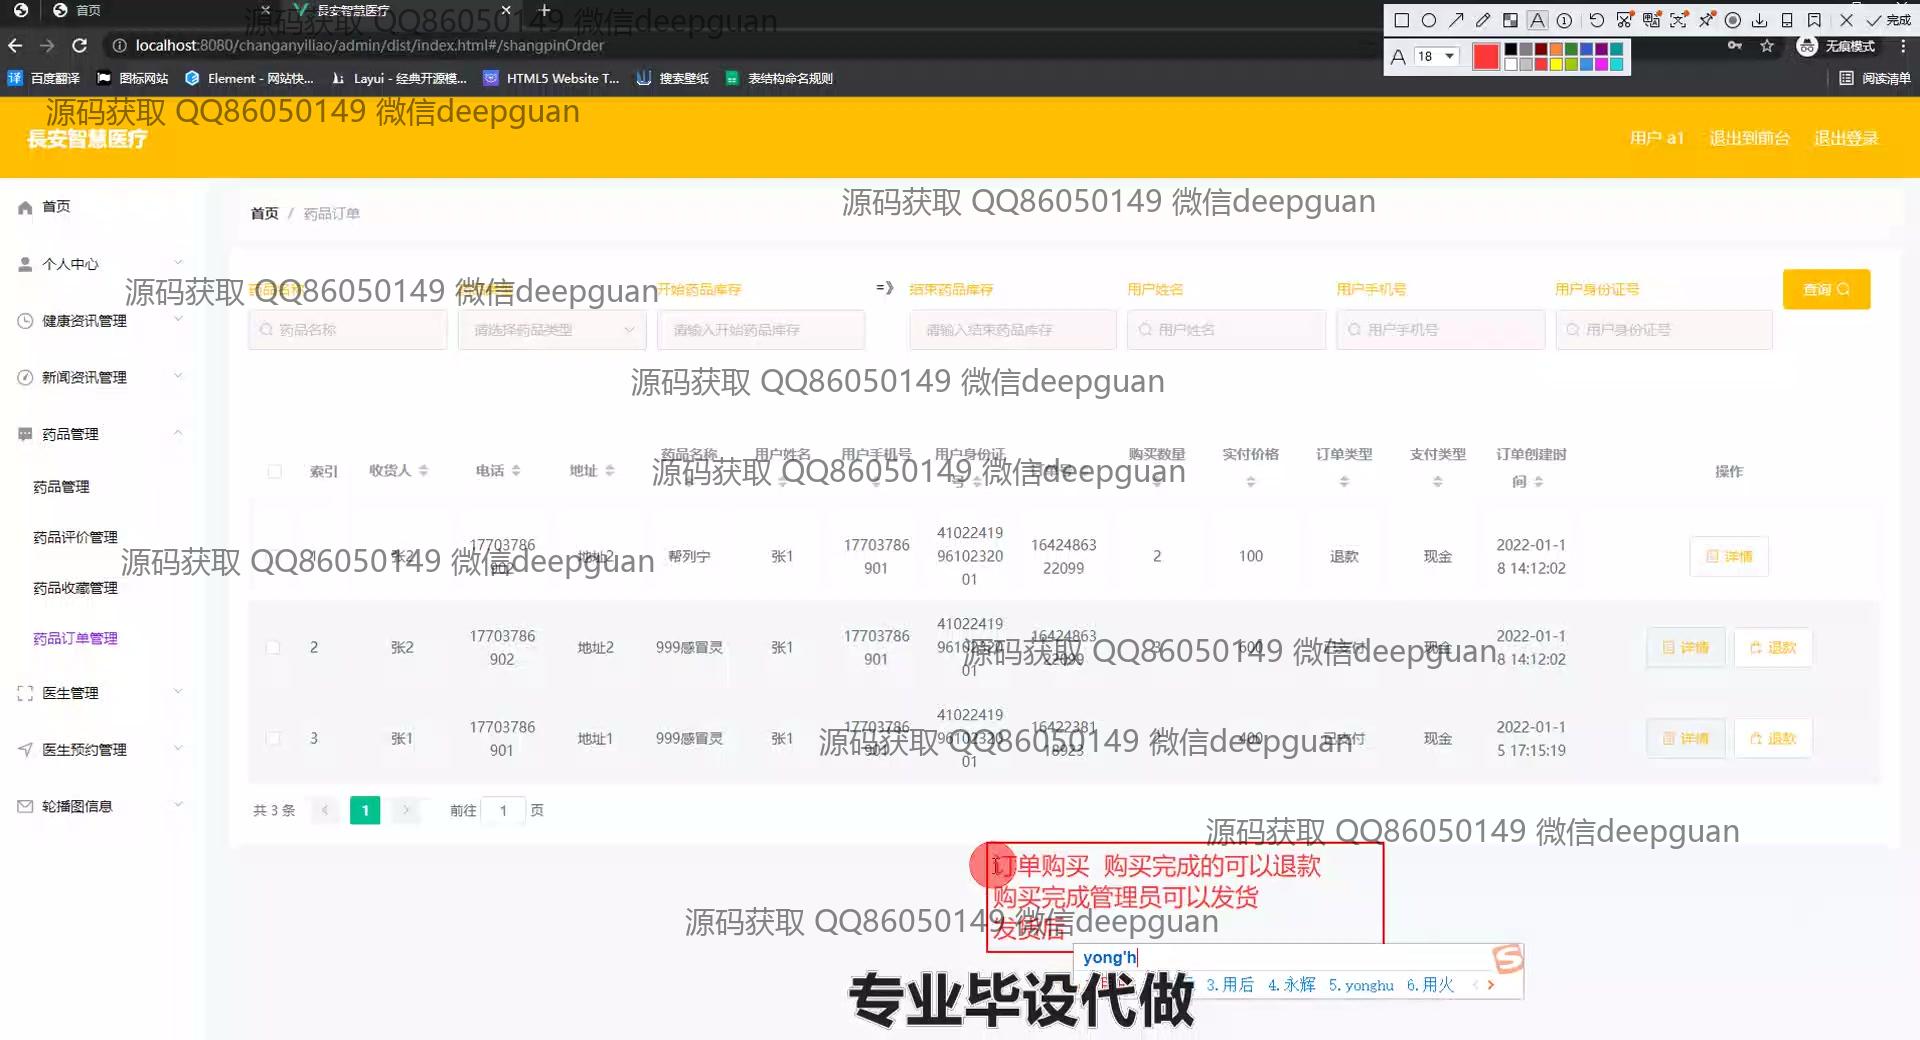 首页
長安智慧医疗
完成
localhost:8080/changanyiliao/admin/dist/index.html#/shangpinOrder
A 18
无痕模式
百度翻译 图标网站 Element - 网站快... Layui - 经典开源模... HTML5 Website T... 搜索壁纸 表结构命名规则
阅读清单
源码获取 QQ86050149 微信deepguan
長安智慧医疗
用户 a1 退出到前台 退出登录
首页
个人中心
健康资讯管理
新闻资讯管理
药品管理
药品管理
药品评价管理
药品收藏管理
药品订单管理
医生管理
医生预约管理
轮播图信息
首页 / 药品订单
源码获取 QQ86050149 微信deepguan
源码获取 QQ86050149 微信deepguan
开始药品库存 =》 结束药品库存 用户姓名 用户手机号 用户身份证号
查询
药品名称 请选择药品类型 请输入开始药品库存 请输入结束药品库存 用户姓名 用户手机号 用户身份证号
源码获取 QQ86050149 微信deepguan
索引 收货人 电话 地址 药品名称 用户姓名 用户手机号 用户身份证号 购买数量 实付价格 订单类型 支付类型 订单创建时间 操作
源码获取 QQ86050149 微信deepguan
张2 17703786902 地址2 帮列宁 张1 17703786901 410224199610232001 1642486322099 2 100 退款 现金 2022-01-18 14:12:02 详情
源码获取 QQ86050149 微信deepguan
2 张2 17703786902 地址2 999感冒灵 张1 17703786901 410224199610232001 1642486322099 3 600 已支付 现金 2022-01-18 14:12:02 详情 退款
源码获取 QQ86050149 微信deepguan
3 张1 17703786901 地址1 999感冒灵 张1 17703786901 410224199610232001 1642238118923 400 已支付 现金 2022-01-15 17:15:19 详情 退款
源码获取 QQ86050149 微信deepguan
共 3 条 1 前往 1 页
源码获取 QQ86050149 微信deepguan
订单购买 购买完成的可以退款
购买完成管理员可以发货
发货后
源码获取 QQ86050149 微信deepguan
yong'h
3.用后 4.永辉 5.yonghu 6.用火
专业毕设代做